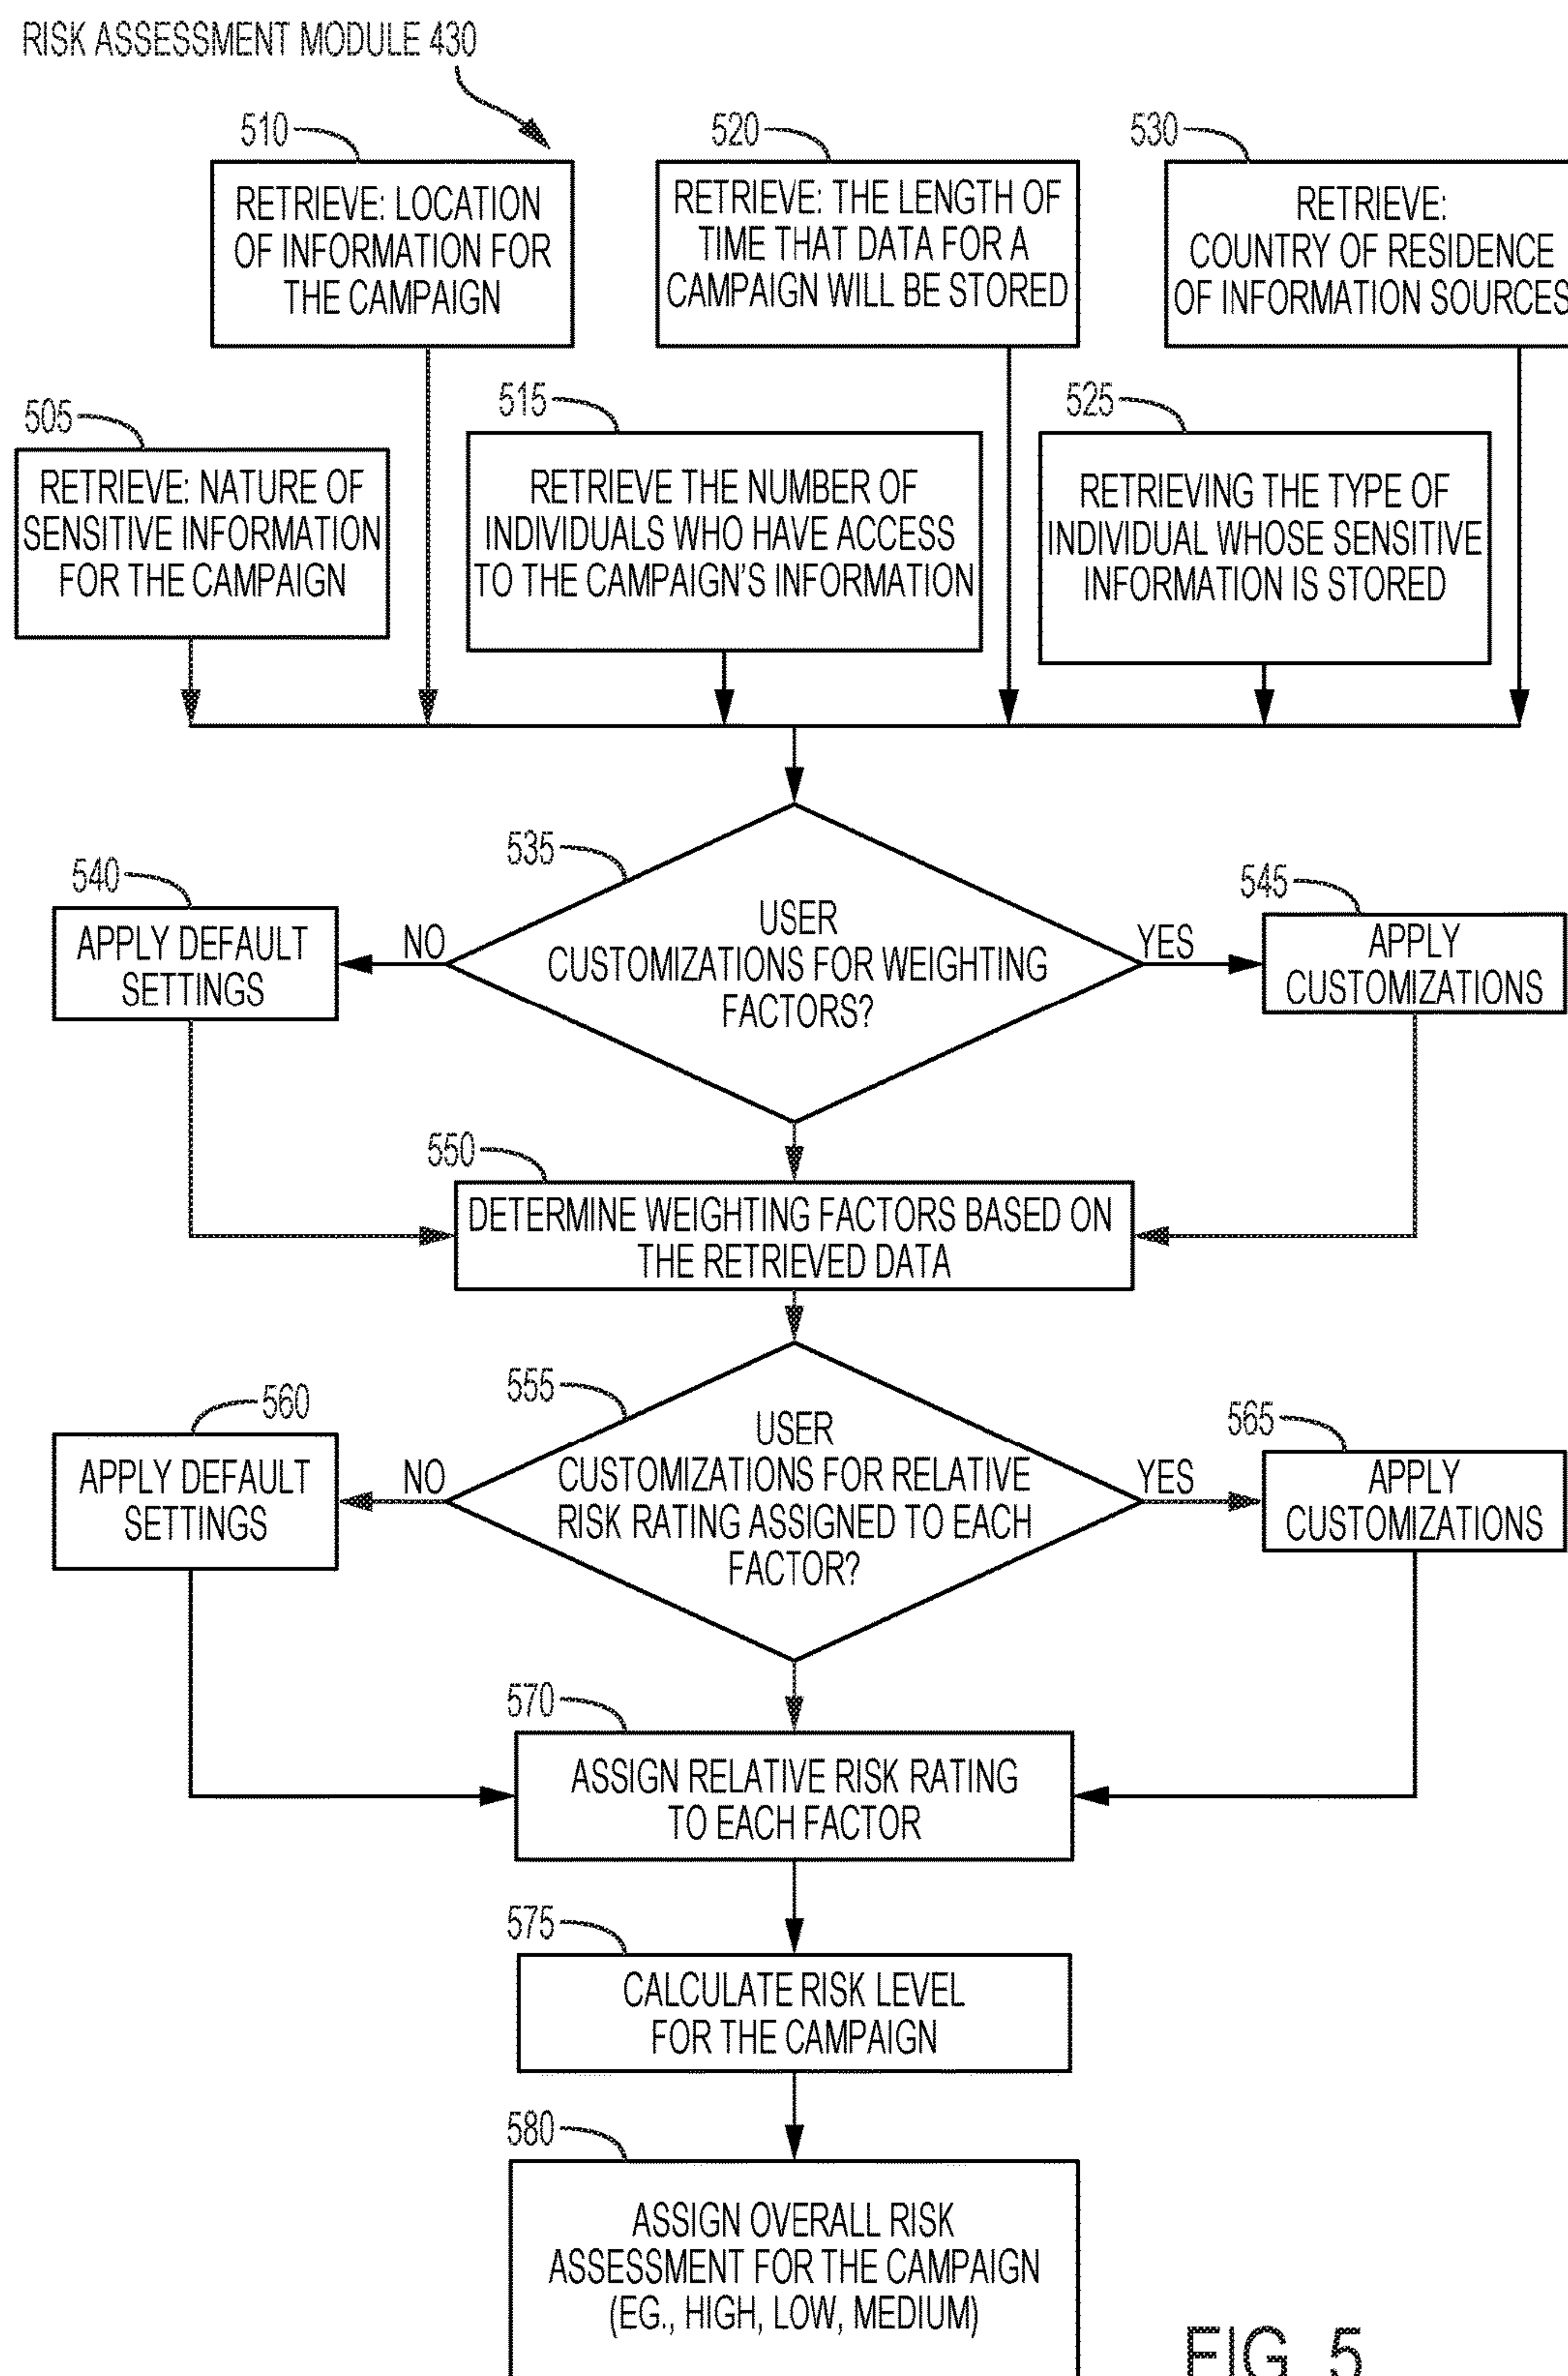 RISK ASSESSMENT MODULE 430
510
RETRIEVE: LOCATION
OF INFORMATION FOR
THE CAMPAIGN
520
RETRIEVE: THE LENGTH OF
TIME THAT DATA FOR A
CAMPAIGN WILL BE STORED
530
RETRIEVE:
COUNTRY OF RESIDENCE
OF INFORMATION SOURCES
505
RETRIEVE: NATURE OF
SENSITIVE INFORMATION
FOR THE CAMPAIGN
515
RETRIEVE THE NUMBER OF
INDIVIDUALS WHO HAVE ACCESS
TO THE CAMPAIGN'S INFORMATION
525
RETRIEVING THE TYPE OF
INDIVIDUAL WHOSE SENSITIVE
INFORMATION IS STORED
535
USER
CUSTOMIZATIONS FOR WEIGHTING
FACTORS?
NO
540
APPLY DEFAULT
SETTINGS
YES
545
APPLY
CUSTOMIZATIONS
550
DETERMINE WEIGHTING FACTORS BASED ON
THE RETRIEVED DATA
555
USER
CUSTOMIZATIONS FOR RELATIVE
RISK RATING ASSIGNED TO EACH
FACTOR?
NO
560
APPLY DEFAULT
SETTINGS
YES
565
APPLY
CUSTOMIZATIONS
570
ASSIGN RELATIVE RISK RATING
TO EACH FACTOR
575
CALCULATE RISK LEVEL
FOR THE CAMPAIGN
580
ASSIGN OVERALL RISK
ASSESSMENT FOR THE CAMPAIGN
(EG., HIGH, LOW, MEDIUM)
FIG. 5